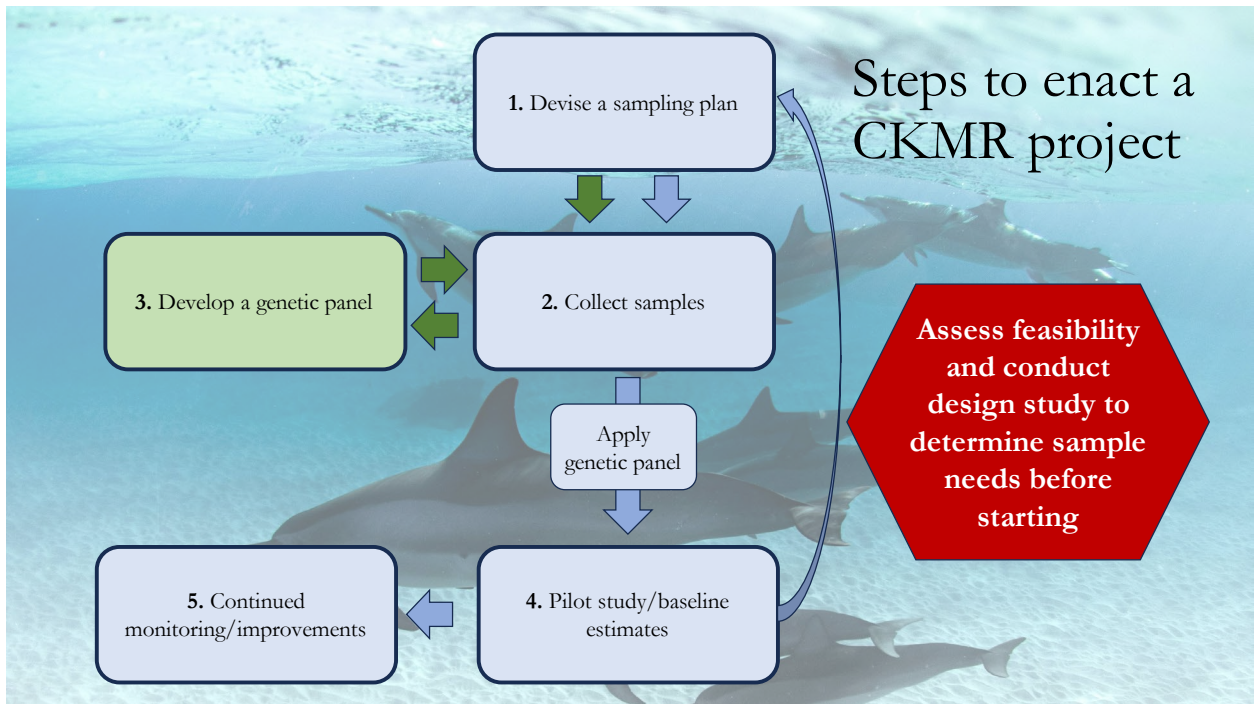 Steps to enact a
CKMR project
1. Devise a sampling plan
2. Collect samples
3. Develop a genetic panel
Apply
genetic panel
4. Pilot study/baseline
estimates
5. Continued
monitoring/improvements
Assess feasibility
and conduct
design study to
determine sample
needs before
starting